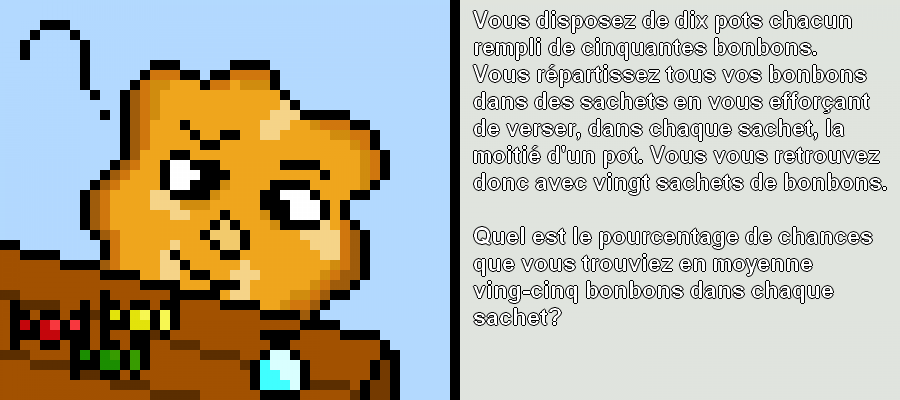 Vous disposez de dix pots chacun
rempli de cinquantes bonbons.
Vous répartissez tous vos bonbons
dans des sachets en vous efforçant
de verser, dans chaque sachet, la
moitié d'un pot. Vous vous retrouvez
donc avec vingt sachets de bonbons.

Quel est le pourcentage de chances
que vous trouviez en moyenne
ving-cinq bonbons dans chaque
sachet?